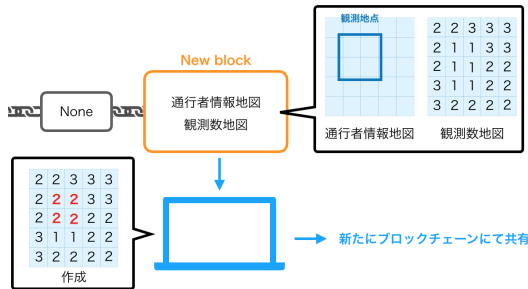 観測地点
2 2 3 3 3
2 1 1 3 3
2 1 1 2 2
3 1 1 2 2
3 2 2 2 2
通行者情報地図
観測数地図
New block
None
通行者情報地図
観測数地図
2 2 3 3 3
2 2 2 3 3
2 2 2 2 2
3 1 1 2 2
3 2 2 2 2
作成
新たにブロックチェーンにて共有